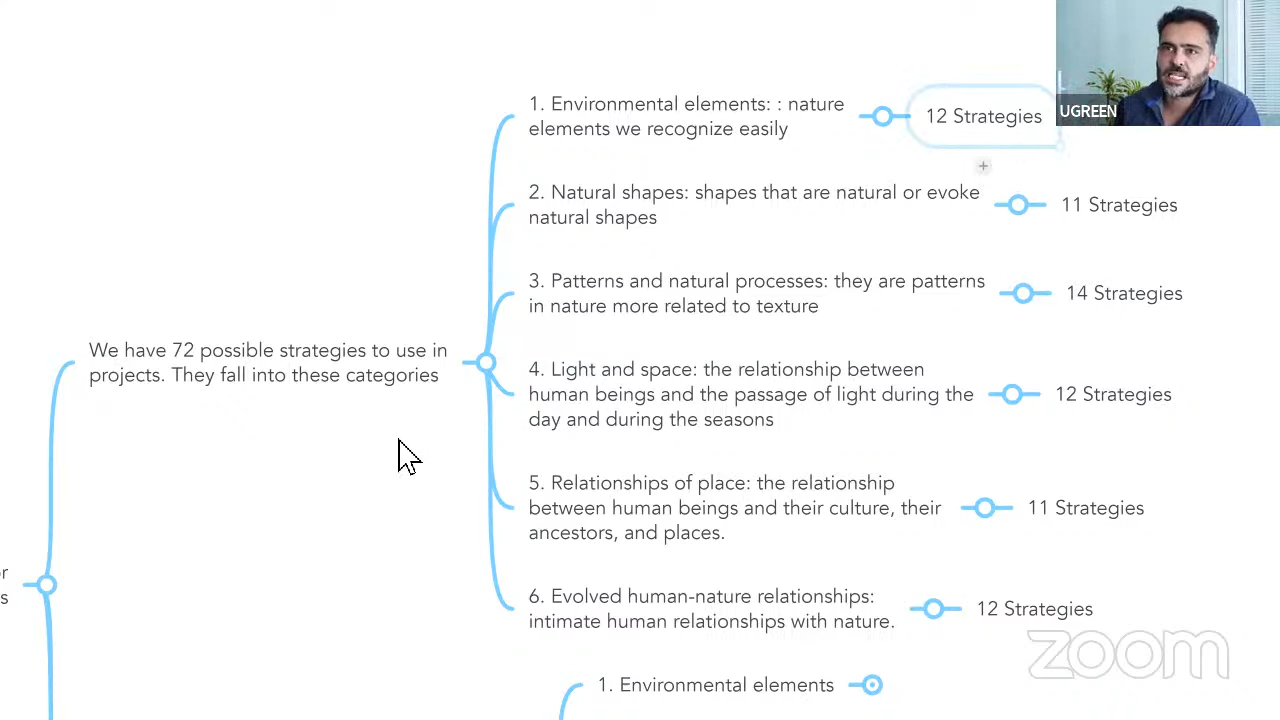 1. Environmental elements: : nature
elements we recognize easily
12 Strategies
UGREEN
2. Natural shapes: shapes that are natural or evoke
natural shapes
11 Strategies
3. Patterns and natural processes: they are patterns
in nature more related to texture
14 Strategies
We have 72 possible strategies to use in
projects. They fall into these categories
4. Light and space: the relationship between
human beings and the passage of light during the
day and during the seasons
12 Strategies
5. Relationships of place: the relationship
between human beings and their culture, their
ancestors, and places.
11 Strategies
6. Evolved human-nature relationships:
intimate human relationships with nature.
12 Strategies
zoom
1. Environmental elements